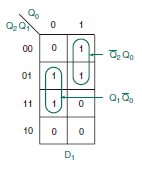 Q₀
Q₂ Q₁ 0 1
00 0 1 Q̅₂ Q₀
01 1 1
11 1 0 Q₁ Q̅₀
10 0 0
D₁